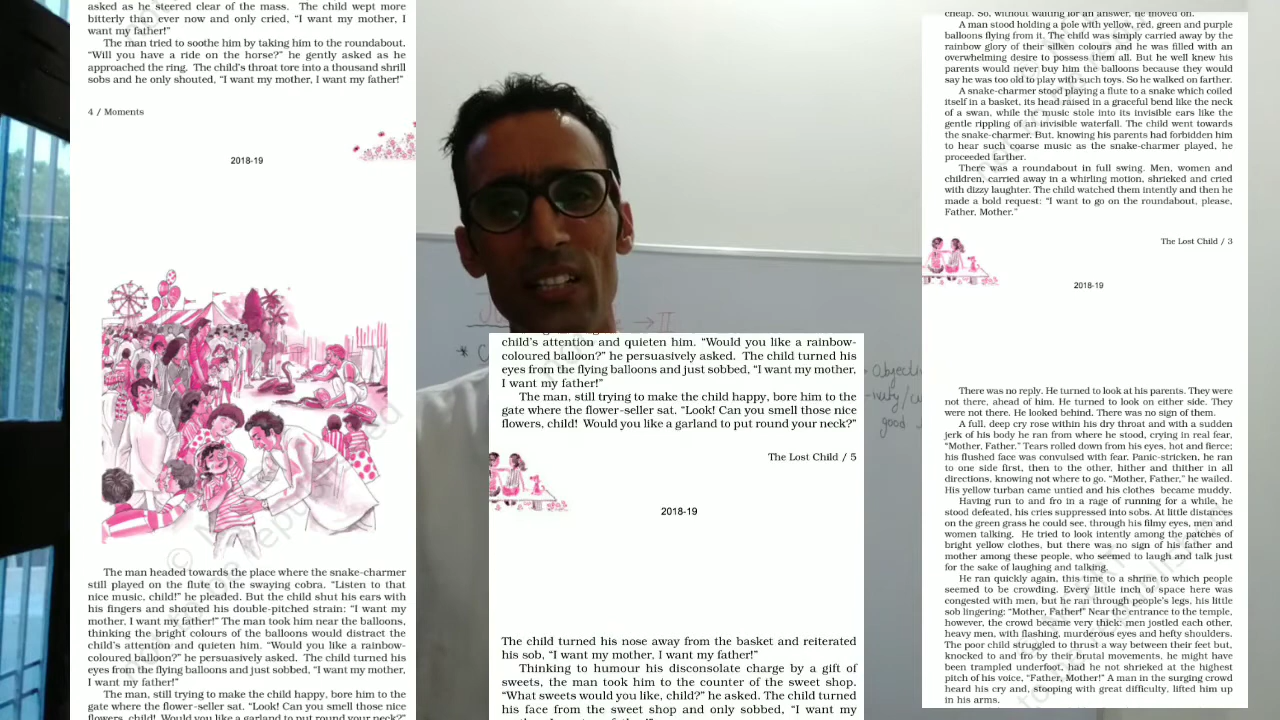 asked as he steered clear of the mass. The child wept more
bitterly than ever now and only cried, “I want my mother, I
want my father!”
The man tried to soothe him by taking him to the roundabout.
“Will you have a ride on the horse?” he gently asked as he
approached the ring. The child’s throat tore into a thousand shrill
sobs and he only shouted, “I want my mother, I want my father!”
4 / Moments
2018-19
The man headed towards the place where the snake-charmer
still played on the flute to the swaying cobra. “Listen to that
nice music, child!” he pleaded. But the child shut his ears with
his fingers and shouted his double-pitched strain: “I want my
mother, I want my father!” The man took him near the balloons,
thinking the bright colours of the balloons would distract the
child’s attention and quieten him. “Would you like a rainbow-
coloured balloon?” he persuasively asked. The child turned his
eyes from the flying balloons and just sobbed, “I want my mother,
I want my father!”
The man, still trying to make the child happy, bore him to the
gate where the flower-seller sat. “Look! Can you smell those nice
flowers, child! Would you like a garland to put round your neck?”
II
child’s attention and quieten him. “Would you like a rainbow-
coloured balloon?” he persuasively asked. The child turned his
eyes from the flying balloons and just sobbed, “I want my mother,
I want my father!”
The man, still trying to make the child happy, bore him to the
gate where the flower-seller sat. “Look! Can you smell those nice
flowers, child! Would you like a garland to put round your neck?”
The Lost Child / 5
2018-19
The child turned his nose away from the basket and reiterated
his sob, “I want my mother, I want my father!”
Thinking to humour his disconsolate charge by a gift of
sweets, the man took him to the counter of the sweet shop.
“What sweets would you like, child?” he asked. The child turned
his face from the sweet shop and only sobbed, “I want my
good
cheap. So, without waiting for an answer, he moved on.
A man stood holding a pole with yellow, red, green and purple
balloons flying from it. The child was simply carried away by the
rainbow glory of their silken colours and he was filled with an
overwhelming desire to possess them all. But he well knew his
parents would never buy him the balloons because they would
say he was too old to play with such toys. So he walked on farther.
A snake-charmer stood playing a flute to a snake which coiled
itself in a basket, its head raised in a graceful bend like the neck
of a swan, while the music stole into its invisible ears like the
gentle rippling of an invisible waterfall. The child went towards
the snake-charmer. But, knowing his parents had forbidden him
to hear such coarse music as the snake-charmer played, he
proceeded farther.
There was a roundabout in full swing. Men, women and
children, carried away in a whirling motion, shrieked and cried
with dizzy laughter. The child watched them intently and then he
made a bold request: “I want to go on the roundabout, please,
Father, Mother.”
The Lost Child / 3
2018-19
There was no reply. He turned to look at his parents. They were
not there, ahead of him. He turned to look on either side. They
were not there. He looked behind. There was no sign of them.
A full, deep cry rose within his dry throat and with a sudden
jerk of his body he ran from where he stood, crying in real fear,
“Mother, Father.” Tears rolled down from his eyes, hot and fierce;
his flushed face was convulsed with fear. Panic-stricken, he ran
to one side first, then to the other, hither and thither in all
directions, knowing not where to go. “Mother, Father,” he wailed.
His yellow turban came untied and his clothes became muddy.
Having run to and fro in a rage of running for a while, he
stood defeated, his cries suppressed into sobs. At little distances
on the green grass he could see, through his filmy eyes, men and
women talking. He tried to look intently among the patches of
bright yellow clothes, but there was no sign of his father and
mother among these people, who seemed to laugh and talk just
for the sake of laughing and talking.
He ran quickly again, this time to a shrine to which people
seemed to be crowding. Every little inch of space here was
congested with men, but he ran through people’s legs, his little
sob lingering: “Mother, Father!” Near the entrance to the temple,
however, the crowd became very thick: men jostled each other,
heavy men, with flashing, murderous eyes and hefty shoulders.
The poor child struggled to thrust a way between their feet but,
knocked to and fro by their brutal movements, he might have
been trampled underfoot, had he not shrieked at the highest
pitch of his voice, “Father, Mother!” A man in the surging crowd
heard his cry and, stooping with great difficulty, lifted him up
in his arms.